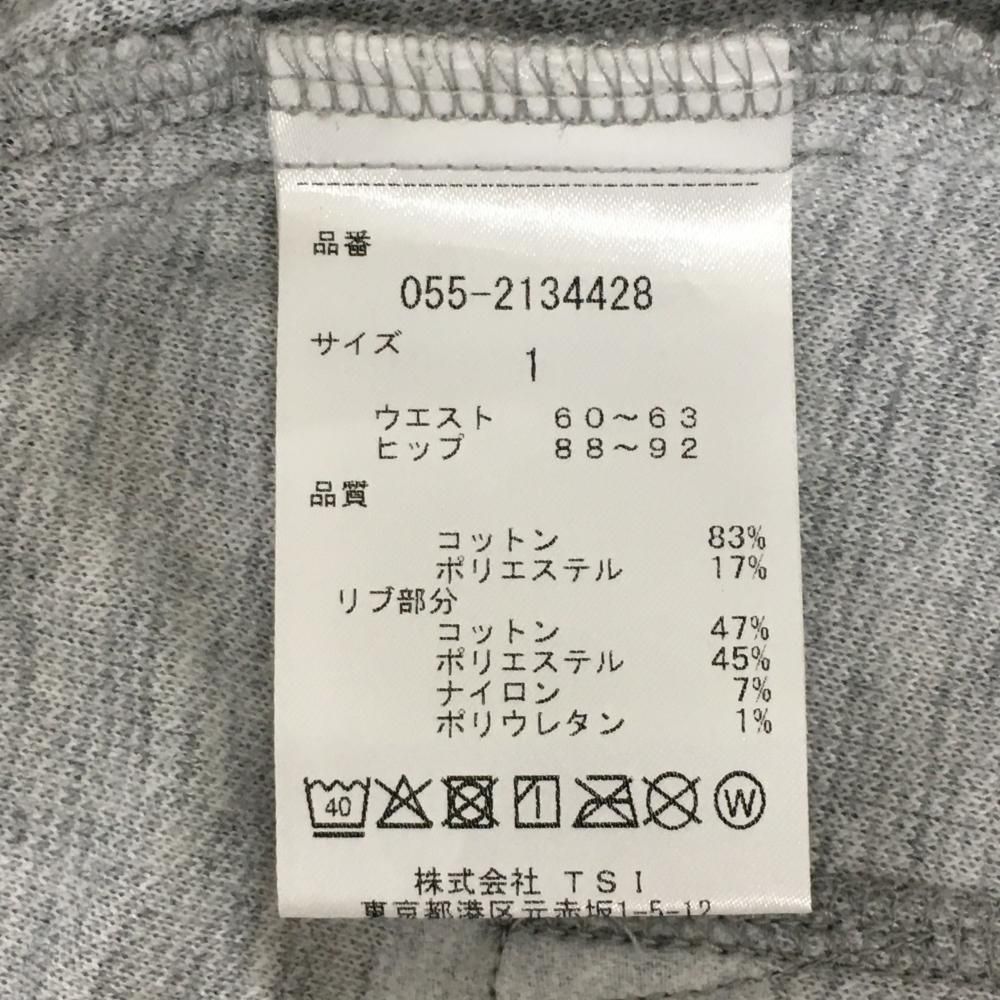 品番
055-2134428
サイズ
1
ウエスト 60～63
ヒップ 88～92
品質
コットン 83%
ポリエステル 17%
リブ部分
コットン 47%
ポリエステル 45%
ナイロン 7%
ポリウレタン 1%
40 W
株式会社 TSI
東京都港区元赤坂1-5-12